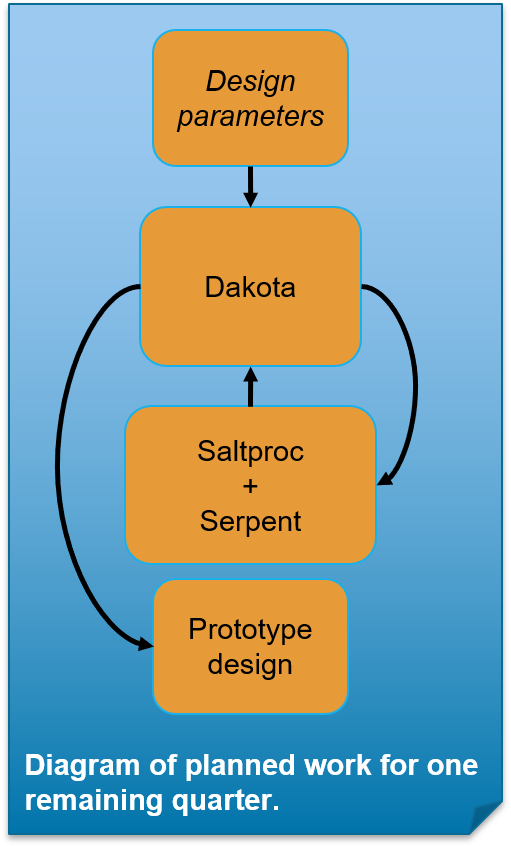 Design
parameters
Dakota
Saltproc
+
Serpent
Prototype
design
Diagram of planned work for one
remaining quarter.